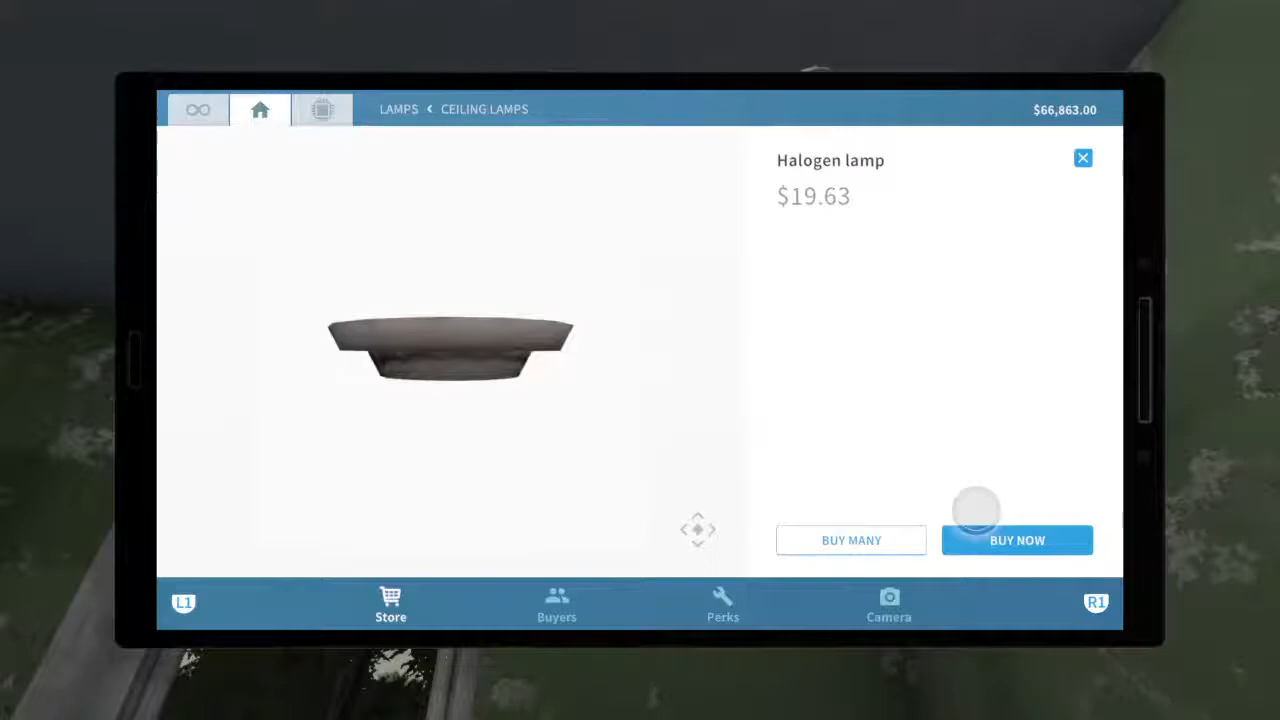 LAMPS < CEILING LAMPS
$66,863.00
Halogen lamp
$19.63
BUY MANY
BUY NOW
L1
Store
Buyers
Perks
Camera
R1